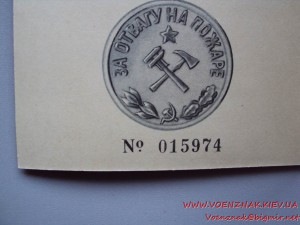 ЗА ОТВАГУ НА ПОЖАРЕ
№ 015974
WWW.VOENZNAK.KIEV.UA
Voenznak@bigmir.net